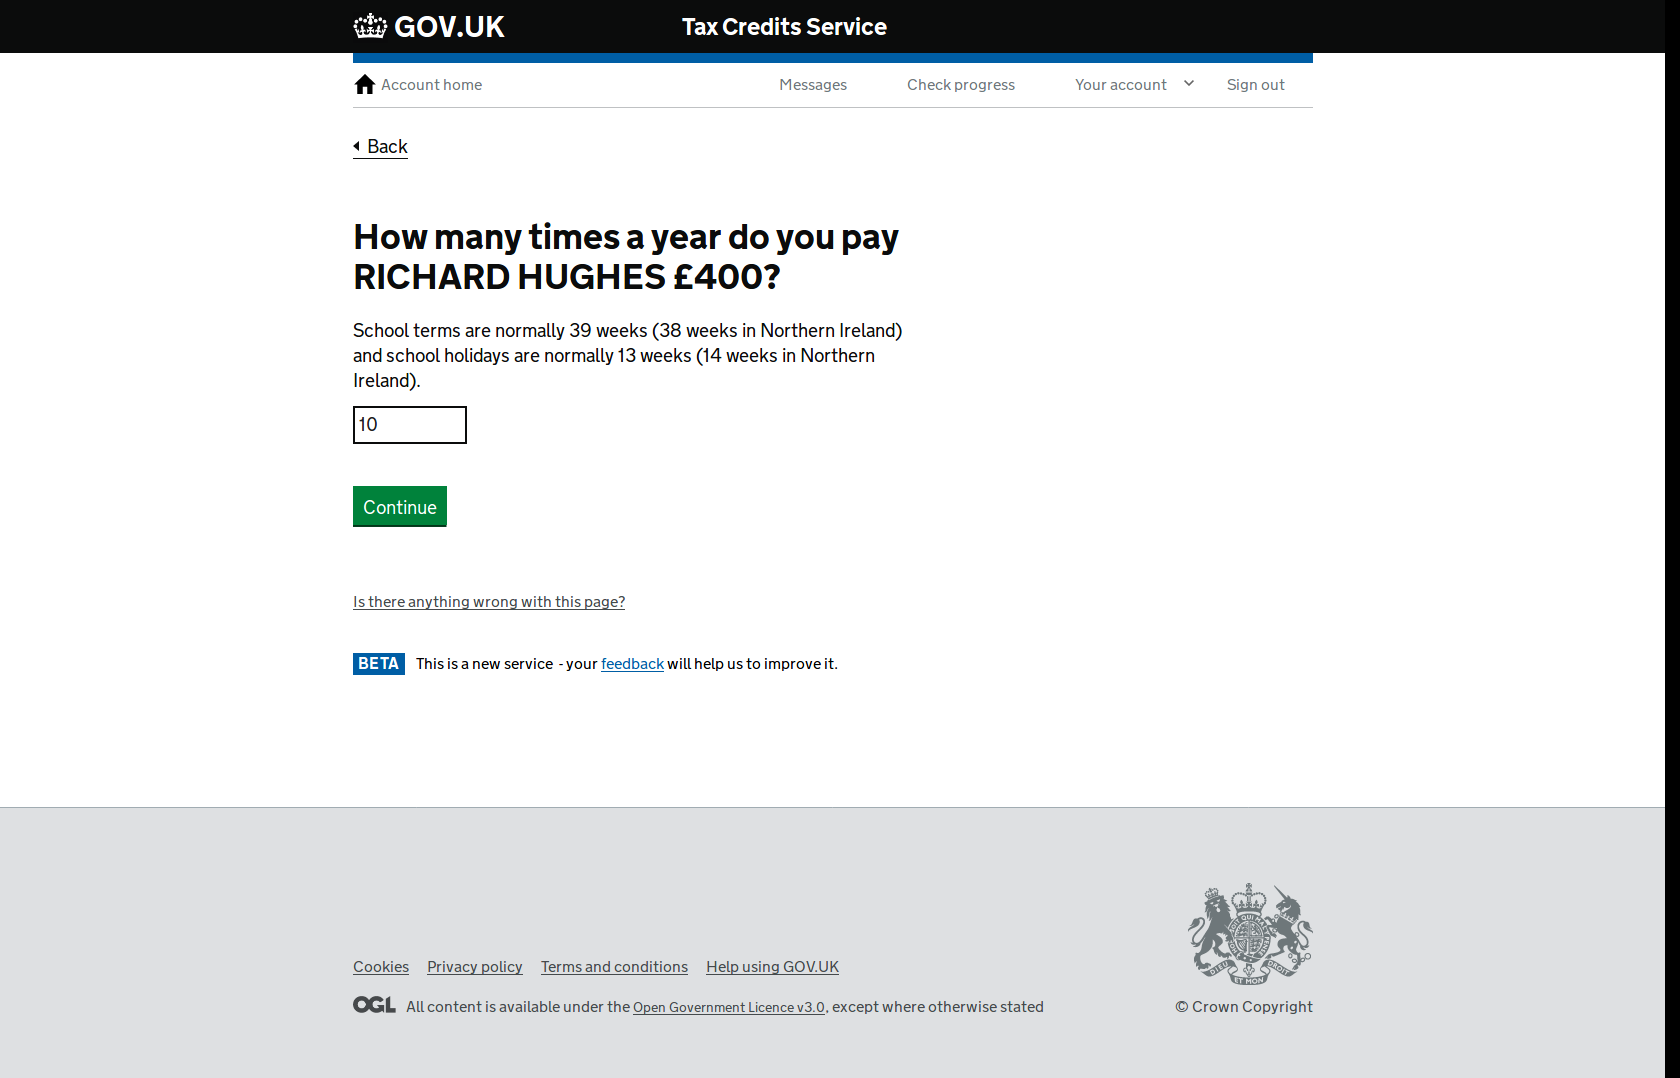 GOV.UK
Tax Credits Service
Account home
Messages
Check progress
Your account
Sign out
Back
How many times a year do you pay
RICHARD HUGHES £400?
School terms are normally 39 weeks (38 weeks in Northern Ireland)
and school holidays are normally 13 weeks (14 weeks in Northern
Ireland).
10
Continue
Is there anything wrong with this page?
BETA This is a new service - your feedback will help us to improve it.
Cookies Privacy policy Terms and conditions Help using GOV.UK
OGL All content is available under the Open Government Licence v3.0, except where otherwise stated
© Crown Copyright